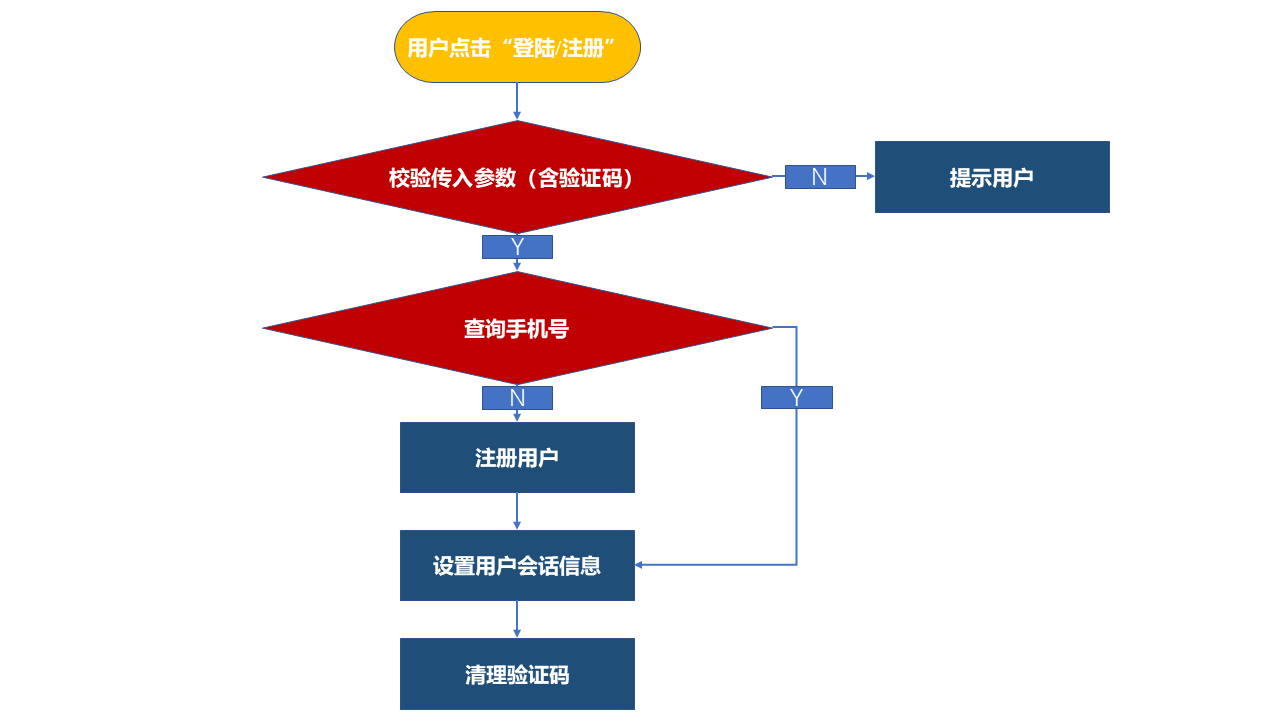 用户点击“登陆/注册”
校验传入参数（含验证码）
N
提示用户
Y
查询手机号
N
Y
注册用户
设置用户会话信息
清理验证码